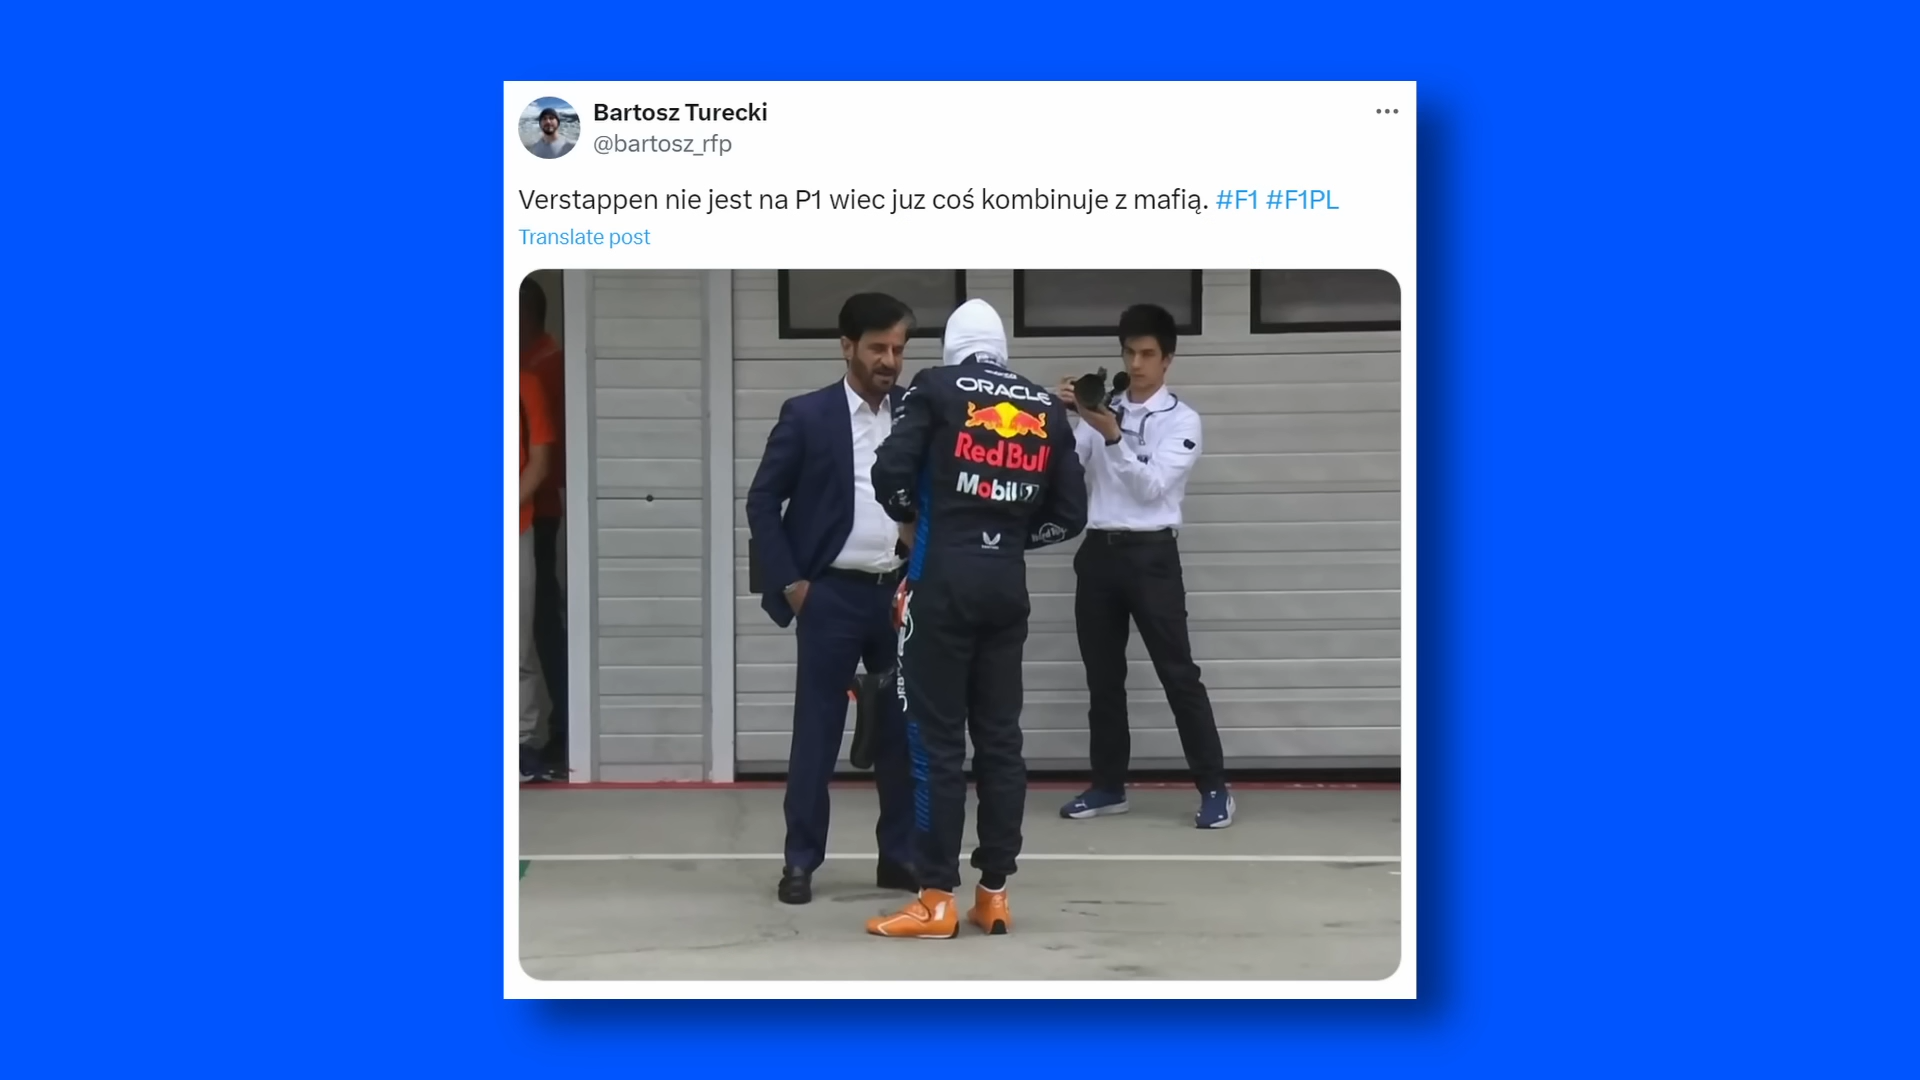 Bartosz Turecki
@bartosz_rfp
Verstappen nie jest na P1 wiec juz coś kombinuje z mafią. #F1 #F1PL
Translate post
ORACLE
Red Bull
Mobil 1